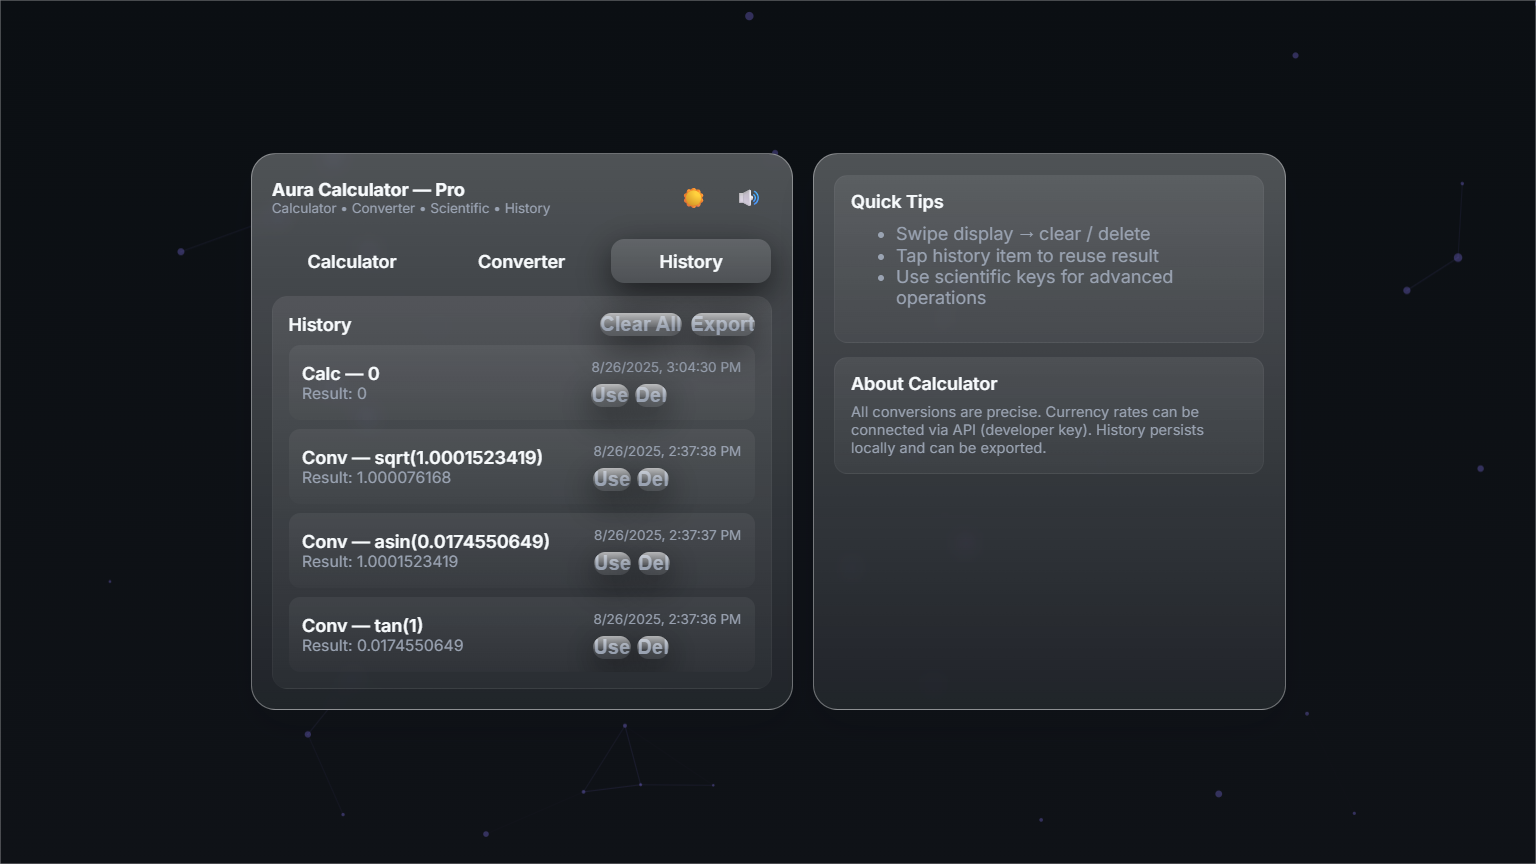 Aura Calculator — Pro
Calculator • Converter • Scientific • History
Calculator
Converter
History
History
Clear All
Export
Calc — 0
Result: 0
8/26/2025, 3:04:30 PM
Use
Del
Conv — sqrt(1.0001523419)
Result: 1.000076168
8/26/2025, 2:37:38 PM
Use
Del
Conv — asin(0.0174550649)
Result: 1.0001523419
8/26/2025, 2:37:37 PM
Use
Del
Conv — tan(1)
Result: 0.0174550649
8/26/2025, 2:37:36 PM
Use
Del
Quick Tips
• Swipe display → clear / delete
• Tap history item to reuse result
• Use scientific keys for advanced
operations
About Calculator
All conversions are precise. Currency rates can be
connected via API (developer key). History persists
locally and can be exported.